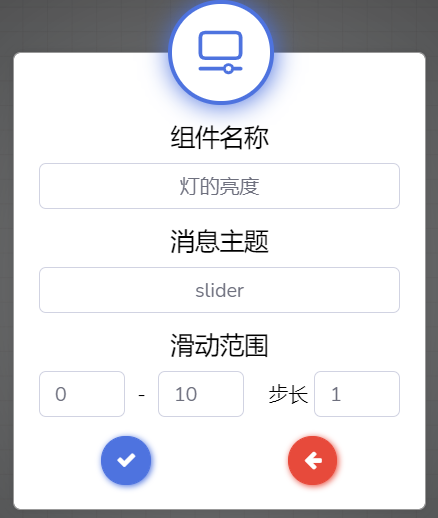 组件名称
灯的亮度
消息主题
slider
滑动范围
0 - 10 步长 1